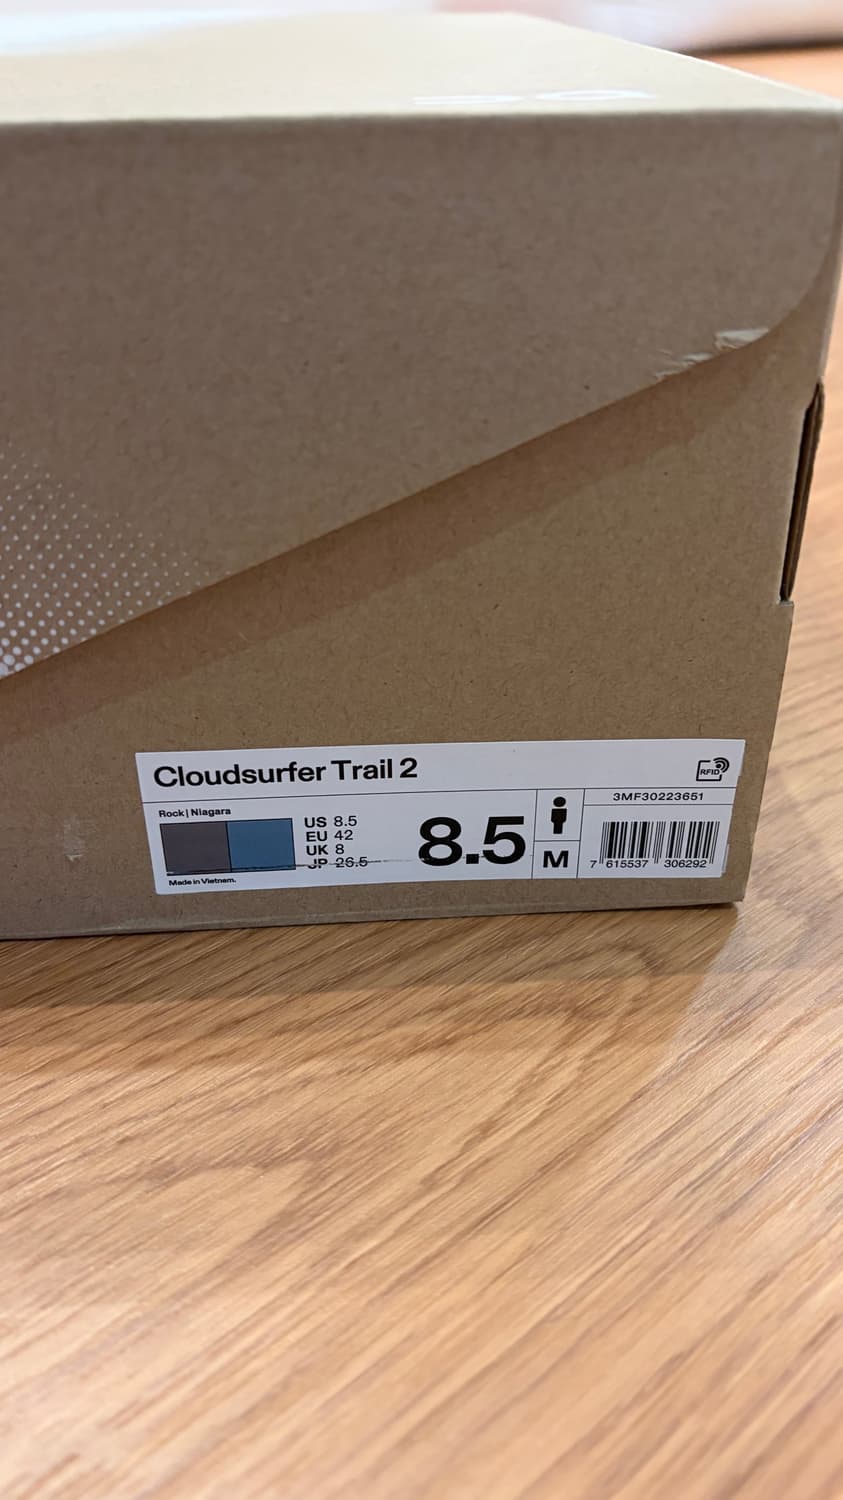 Cloudsurfer Trail 2
RFID
Rock | Niagara
US 8.5
EU 42
UK 8
JP 26.5
Made in Vietnam.
8.5
M
3MF30223651
7 615537 306292